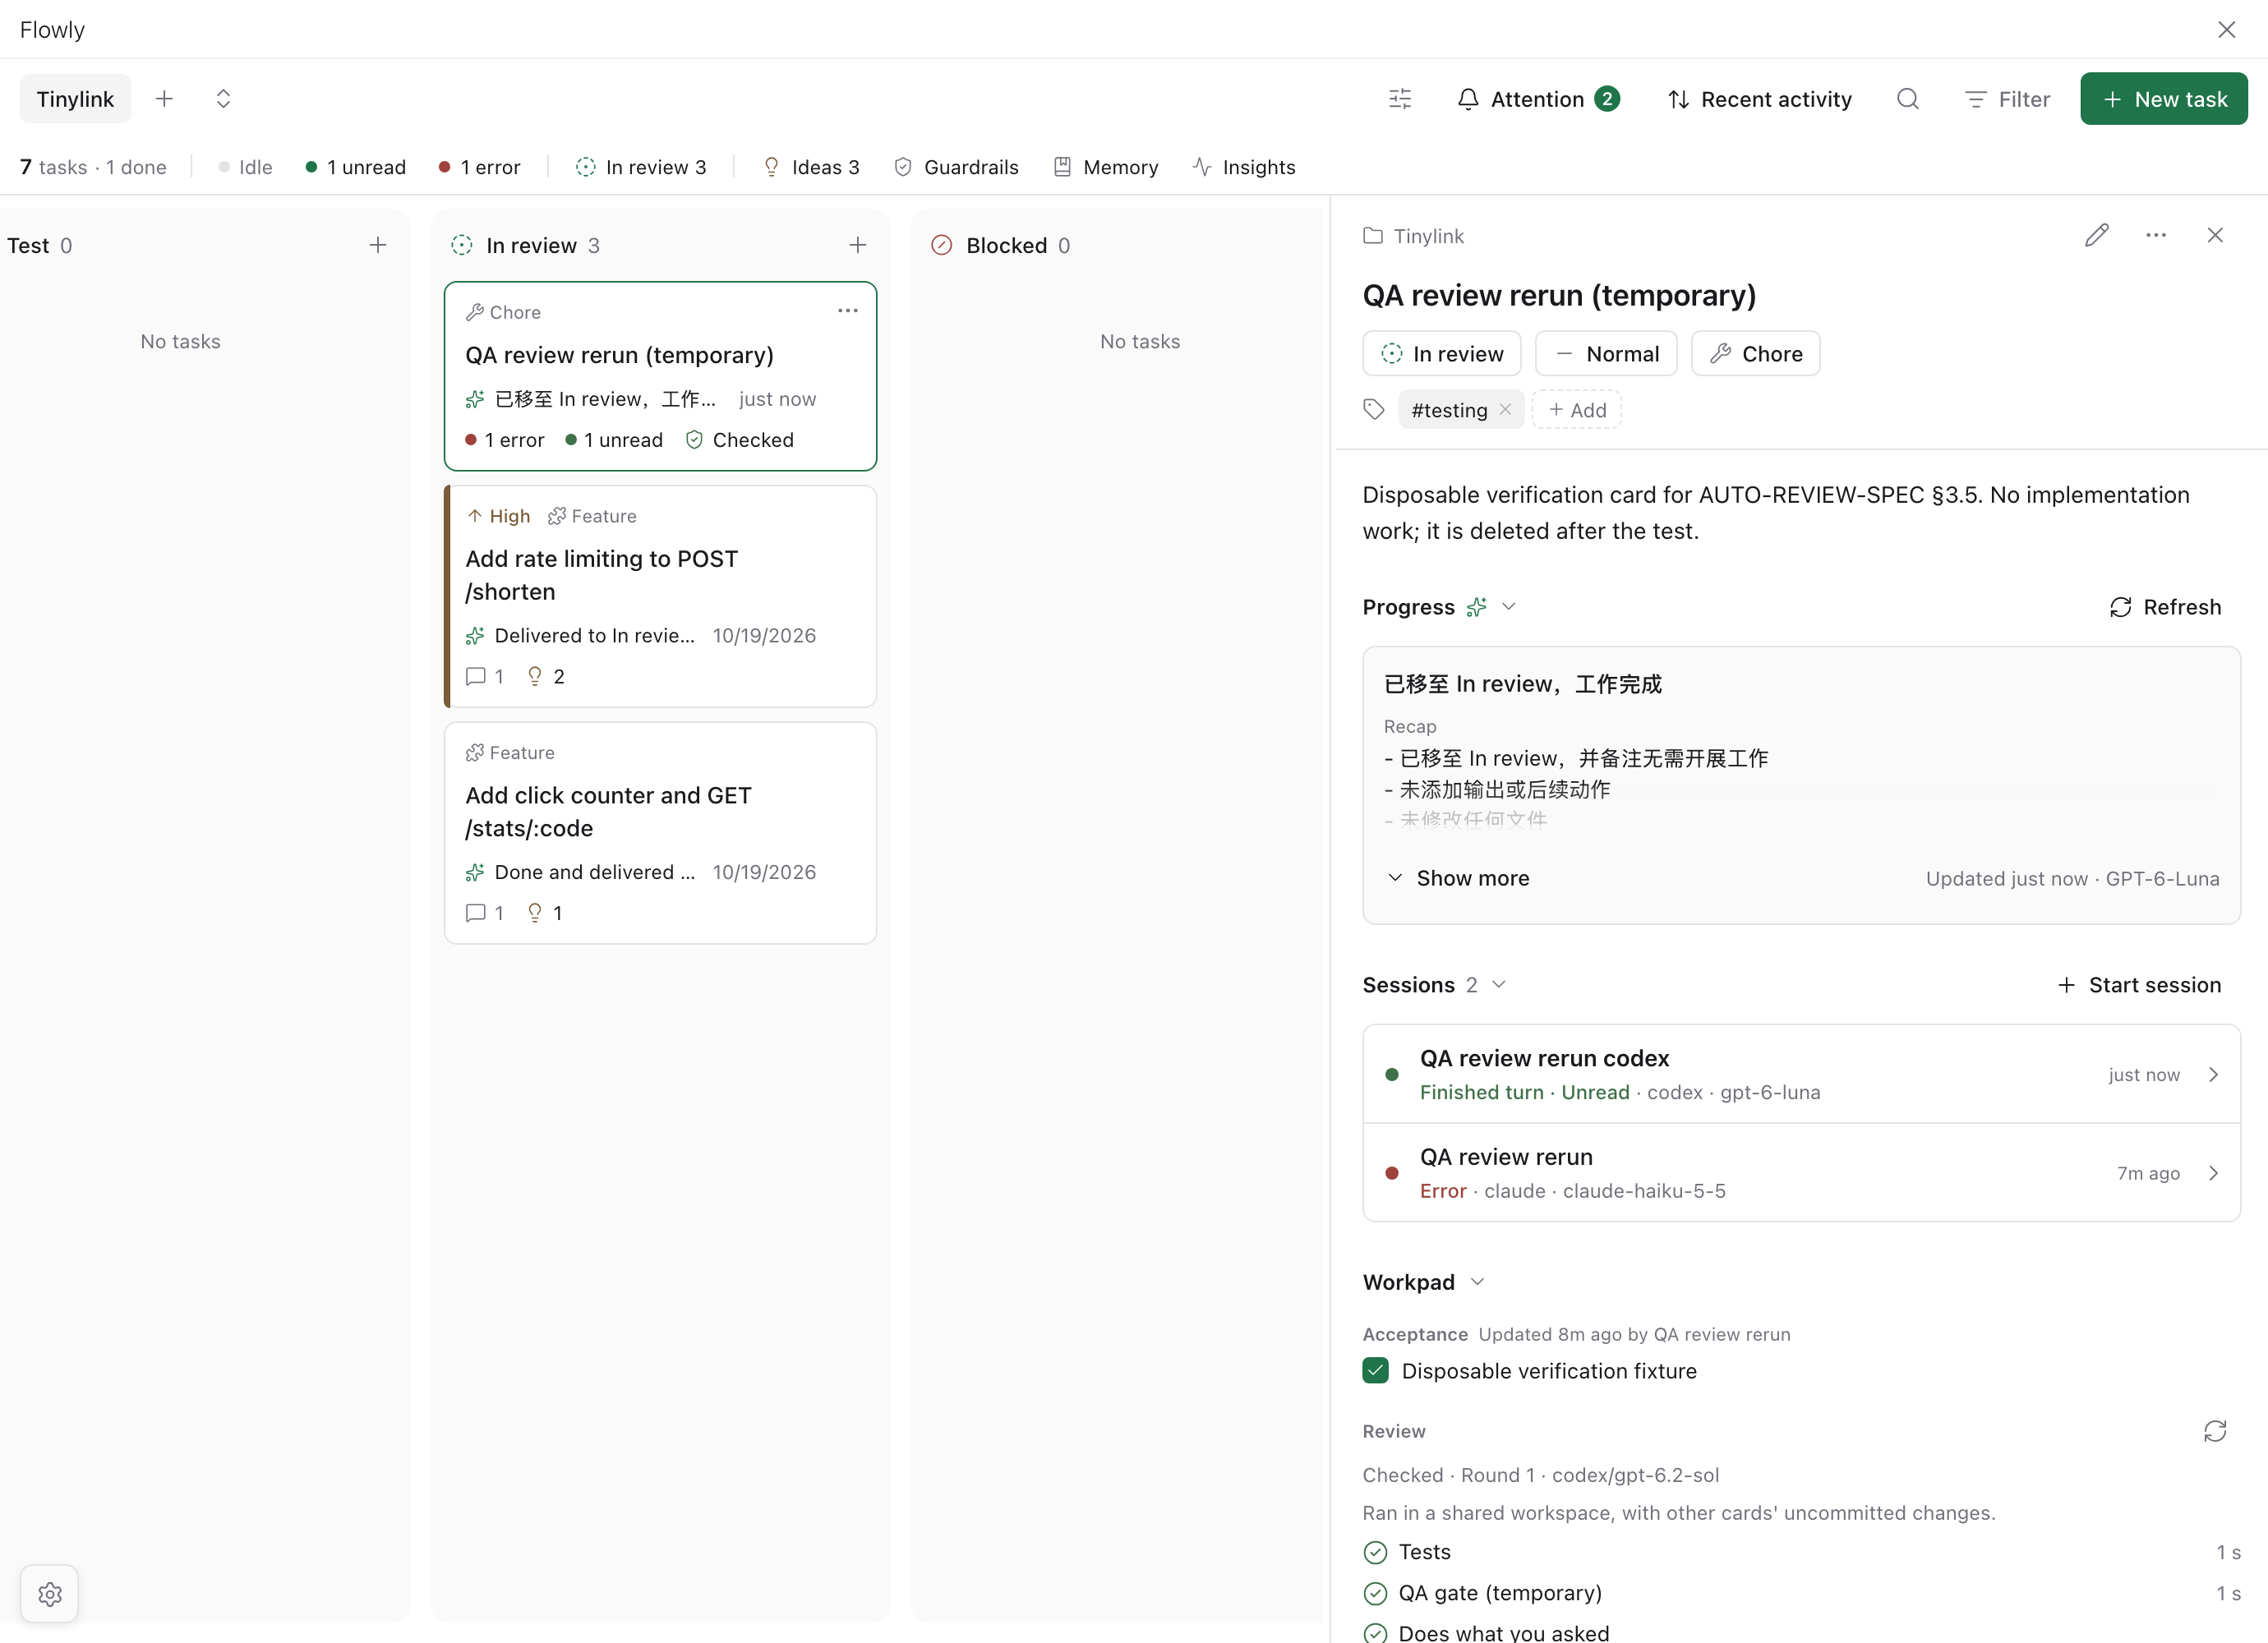 Flowly
Tinylink
Attention 2
Recent activity
Filter
New task
7 tasks · 1 done
Idle
1 unread
1 error
In review 3
Ideas 3
Guardrails
Memory
Insights
Test 0
No tasks
In review 3
Chore
QA review rerun (temporary)
已移至 In review，工作... just now
1 error 1 unread Checked
High Feature
Add rate limiting to POST
/shorten
Delivered to In revie... 10/19/2026
1 2
Feature
Add click counter and GET
/stats/:code
Done and delivered ... 10/19/2026
1 1
Blocked 0
No tasks
Tinylink
QA review rerun (temporary)
In review
Normal
Chore
#testing
+ Add
Disposable verification card for AUTO-REVIEW-SPEC §3.5. No implementation
work; it is deleted after the test.
Progress
Refresh
已移至 In review，工作完成
Recap
- 已移至 In review，并备注无需开展工作
- 未添加输出或后续动作
- 未修改任何文件
Show more
Updated just now · GPT-6-Luna
Sessions 2
+ Start session
QA review rerun codex
Finished turn · Unread · codex · gpt-6-luna
just now
QA review rerun
Error · claude · claude-haiku-5-5
7m ago
Workpad
Acceptance Updated 8m ago by QA review rerun
Disposable verification fixture
Review
Checked · Round 1 · codex/gpt-6.2-sol
Ran in a shared workspace, with other cards' uncommitted changes.
Tests 1 s
QA gate (temporary) 1 s
Does what you asked